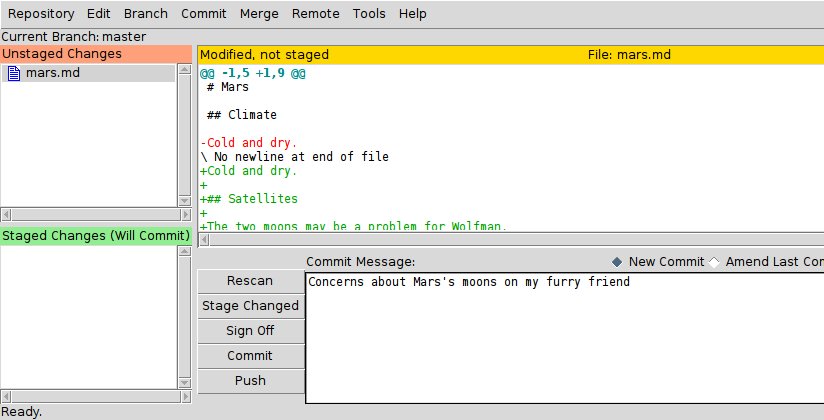 Repository Edit Branch Commit Merge Remote Tools Help
Current Branch: master
Unstaged Changes
mars.md
Modified, not staged File: mars.md
@@ -1,5 +1,9 @@
# Mars
## Climate
-Cold and dry.
\ No newline at end of file
+Cold and dry.
+
+## Satellites
+
+The two moons may be a problem for Wolfman.
Staged Changes (Will Commit)
Commit Message: New Commit Amend Last
Rescan
Stage Changed
Sign Off
Commit
Push
Concerns about Mars's moons on my furry friend
Ready.